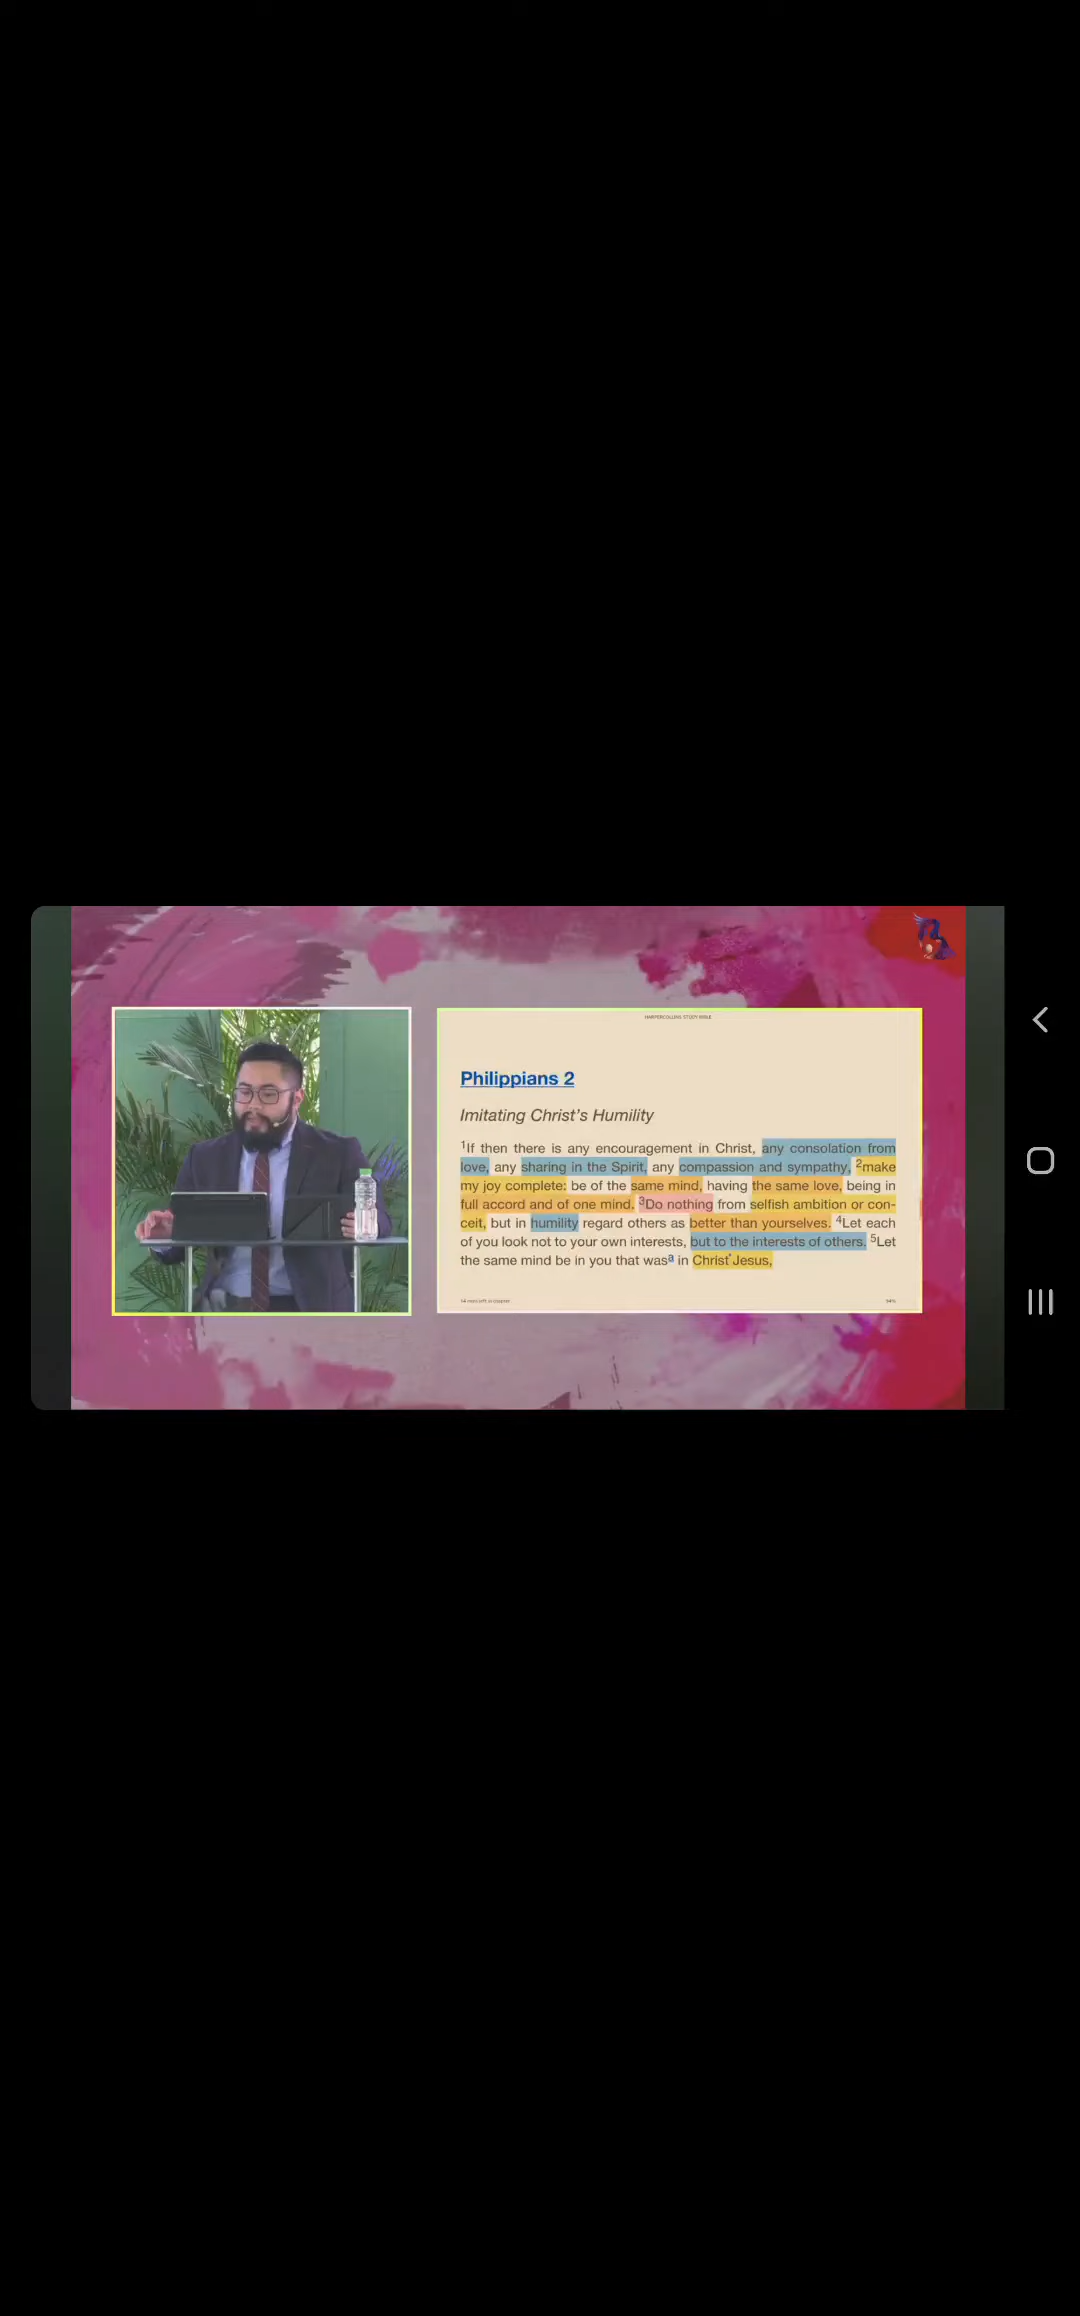 HARPERCOLLINS STUDY BIBLE
Philippians 2
Imitating Christ's Humility
1If then there is any encouragement in Christ, any consolation from
love, any sharing in the Spirit, any compassion and sympathy, 2make
my joy complete: be of the same mind, having the same love, being in
full accord and of one mind. 3Do nothing from selfish ambition or con-
ceit, but in humility regard others as better than yourselves. 4Let each
of you look not to your own interests, but to the interests of others. 5Let
the same mind be in you that was a in Christ* Jesus,